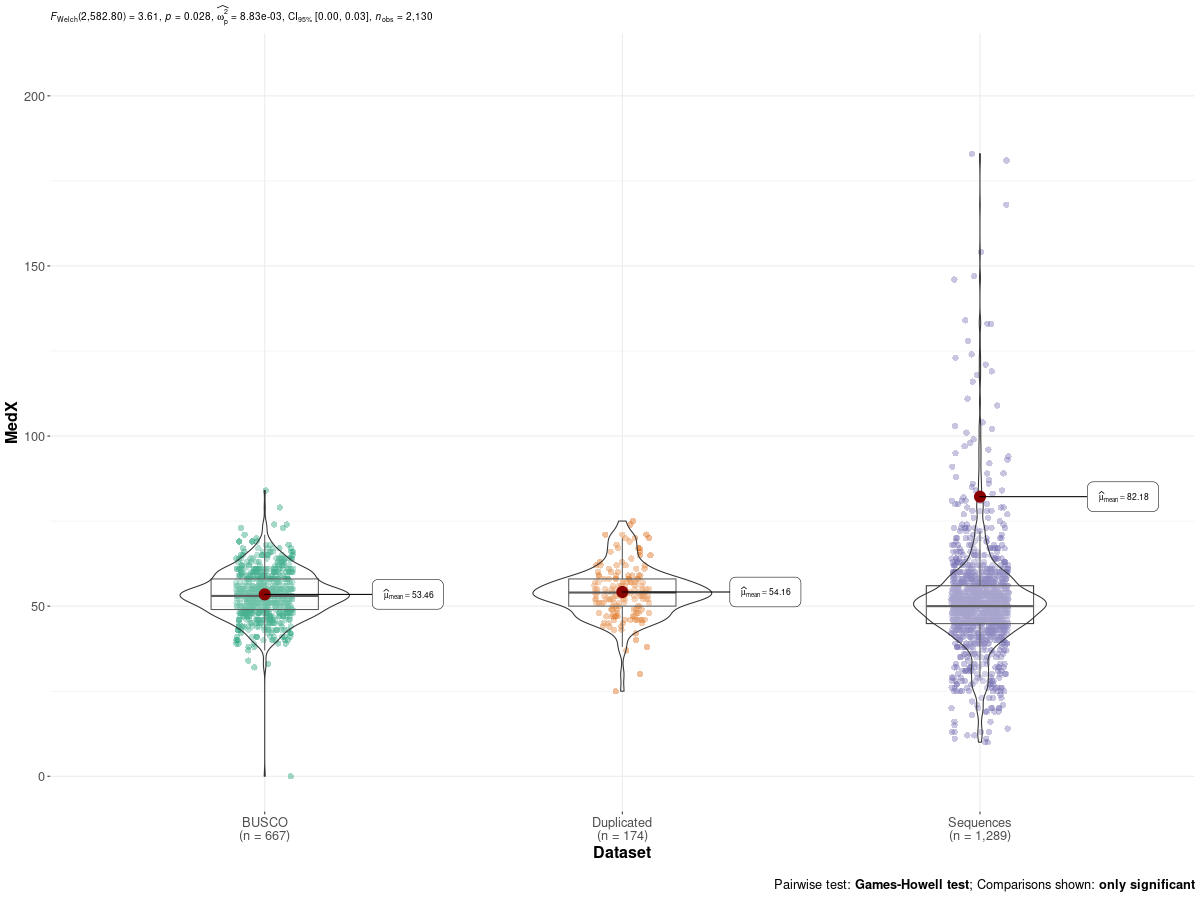 F Welch (2,582.80) = 3.61, p = 0.028, ω̂²p = 8.83e-03, CI95% [0.00, 0.03], nobs = 2,130
200
150
100
50
0
MedX
μ̂mean = 53.46
μ̂mean = 54.16
μ̂mean = 82.18
BUSCO
(n = 667)
Duplicated
(n = 174)
Sequences
(n = 1,289)
Dataset
Pairwise test: Games-Howell test; Comparisons shown: only significant